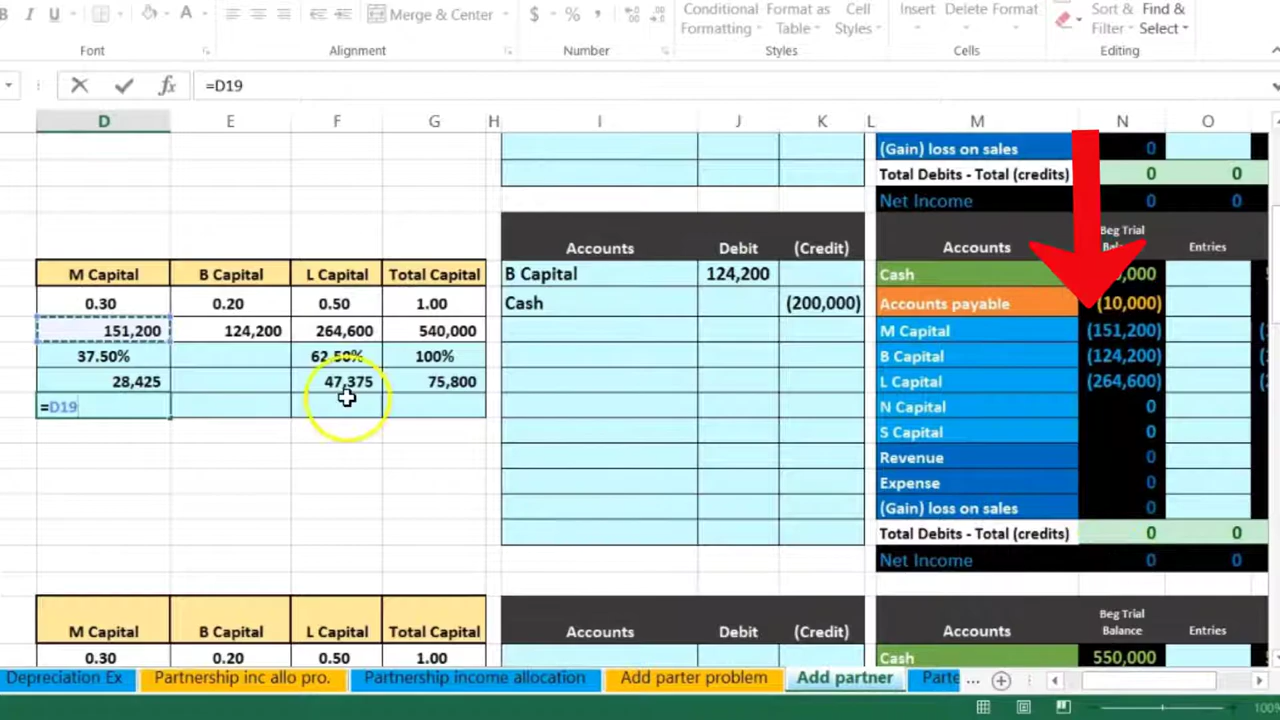 B I U A Merge & Center $ % , Conditional Format as Cell Insert Delete Format Sort & Find &
Formatting Table Styles Filter Select
Font Alignment Number Styles Cells Editing
fx =D19
D E F G H I J K L M N O
(Gain) loss on sales 0
Total Debits - Total (credits) 0 0
Net Income 0 0
Beg Trial
Accounts Debit (Credit) Accounts Entries
M Capital B Capital L Capital Total Capital B Capital 124,200 Cash
0.30 0.20 0.50 1.00 Cash (200,000) Accounts payable (10,000)
151,200 124,200 264,600 540,000 M Capital (151,200)
37.50% 62.50% 100% B Capital (124,200)
28,425 47,375 75,800 L Capital (264,600)
=D19 N Capital 0
S Capital 0
Revenue 0
Expense 0
(Gain) loss on sales 0
Total Debits - Total (credits) 0 0
Net Income 0 0
Beg Trial
M Capital B Capital L Capital Total Capital Accounts Debit (Credit) Accounts Balance Entries
0.30 0.20 0.50 1.00 Cash 550,000
Depreciation Ex Partnership inc allo pro. Partnership income allocation Add parter problem Add partner Parte ...
100%